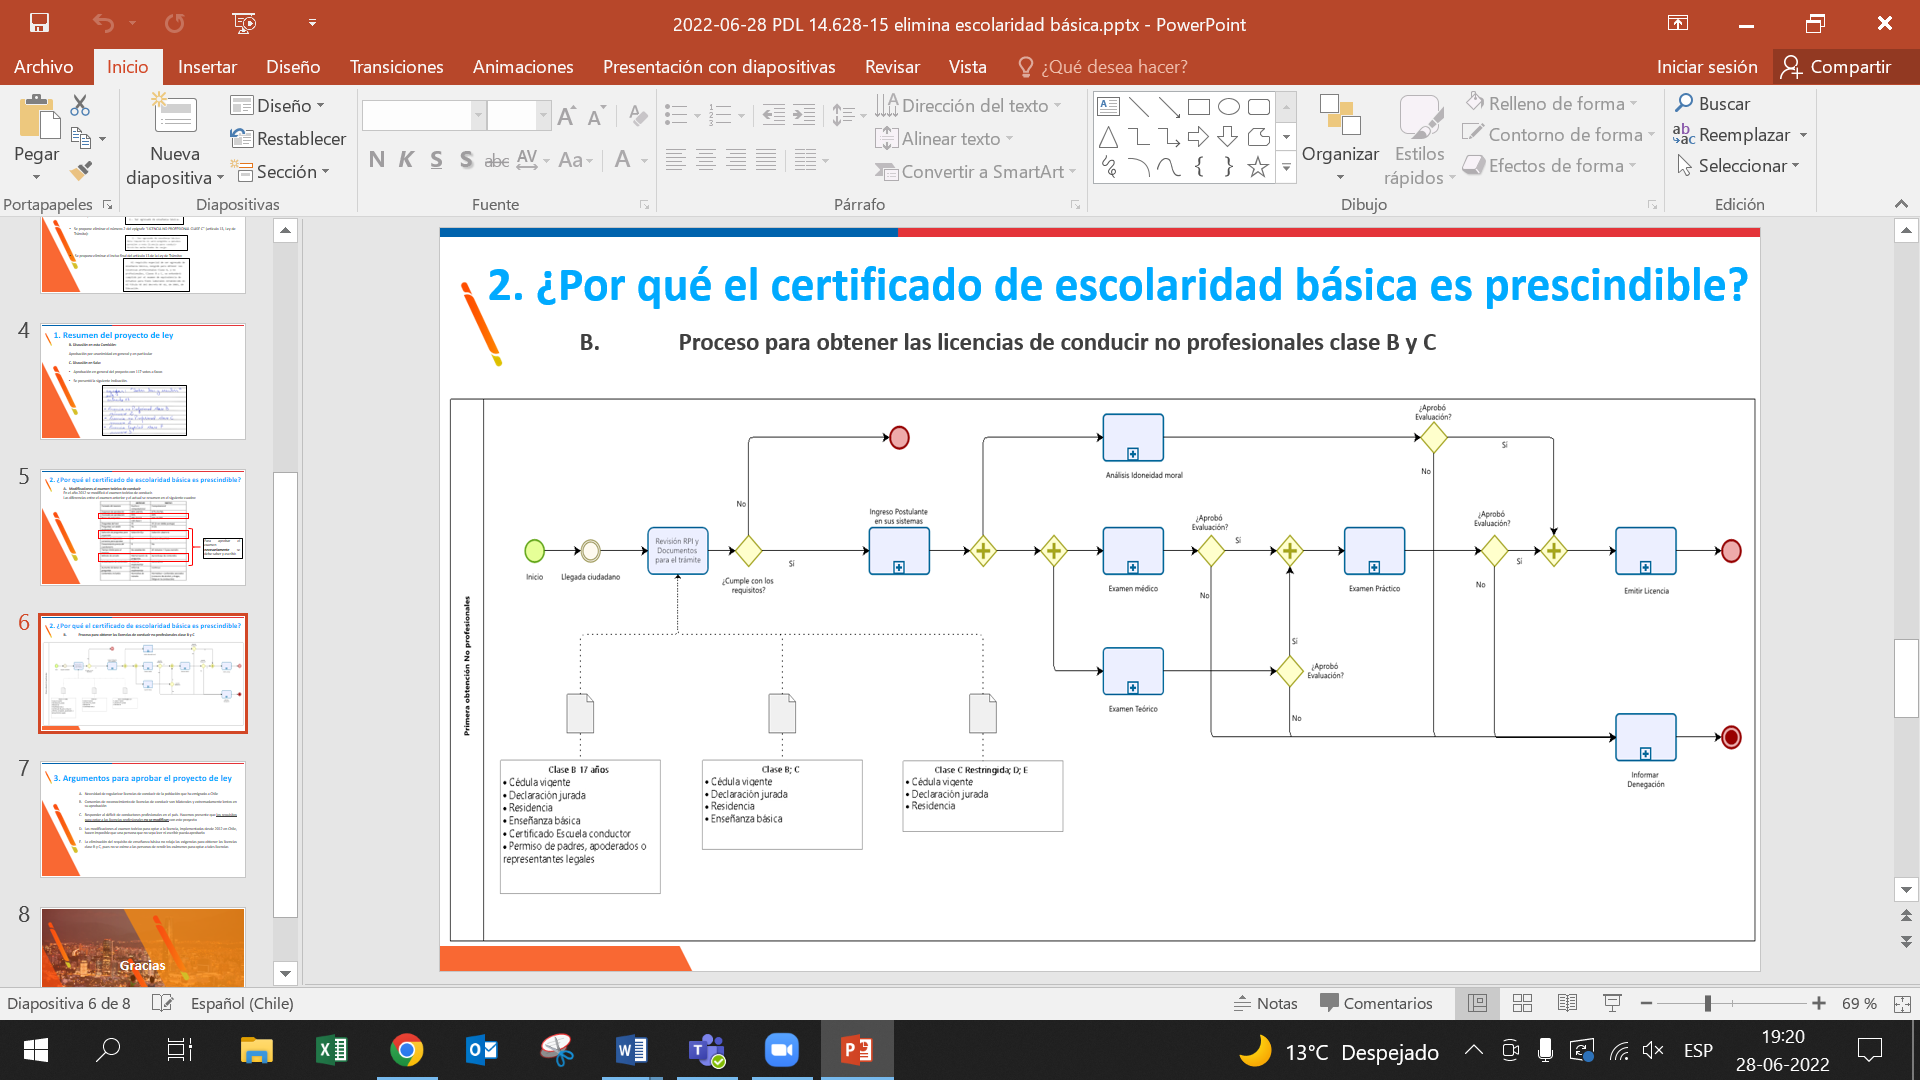 2022-06-28 PDL 14.628-15 elimina escolaridad básica.pptx - PowerPoint
Archivo
Inicio
Insertar
Diseño
Transiciones
Animaciones
Presentación con diapositivas
Revisar
Vista
¿Qué desea hacer?
Iniciar sesión
Compartir
Pegar
Portapapeles
Nueva diapositiva
Diseño
Restablecer
Sección
Diapositivas
N K S S abc AV Aa A
Fuente
Dirección del texto
Alinear texto
Convertir a SmartArt
Párrafo
Organizar
Estilos rápidos
Relleno de forma
Contorno de forma
Efectos de forma
Dibujo
Buscar
Reemplazar
Seleccionar
Edición
4
1. Resumen del proyecto de ley
5
2. ¿Por qué el certificado de escolaridad básica es prescindible?
6
2. ¿Por qué el certificado de escolaridad básica es prescindible?
7
3. Argumentos para aprobar el proyecto de ley
8
Gracias
2. ¿Por qué el certificado de escolaridad básica es prescindible?
B. Proceso para obtener las licencias de conducir no profesionales clase B y C
Primera obtención No profesionales
Inicio
Llegada ciudadano
Revisión RPI y
Documentos
para el trámite
¿Cumple con los
requisitos?
No
Sí
Ingreso Postulante
en sus sistemas
Análisis Idoneidad moral
Examen médico
Examen Teórico
¿Aprobó
Evaluación?
Sí
No
¿Aprobó
Evaluación?
Sí
No
Examen Práctico
¿Aprobó
Evaluación?
Sí
No
¿Aprobó
Evaluación?
Sí
No
Emitir Licencia
Informar
Denegación
Clase B 17 años
• Cédula vigente
• Declaración jurada
• Residencia
• Enseñanza básica
• Certificado Escuela conductor
• Permiso de padres, apoderados o
representantes legales
Clase B; C
• Cédula vigente
• Declaración jurada
• Residencia
• Enseñanza básica
Clase C Restringida; D; E
• Cédula vigente
• Declaración jurada
• Residencia
Diapositiva 6 de 8
Español (Chile)
Notas
Comentarios
69 %
13°C Despejado
ESP
19:20
28-06-2022